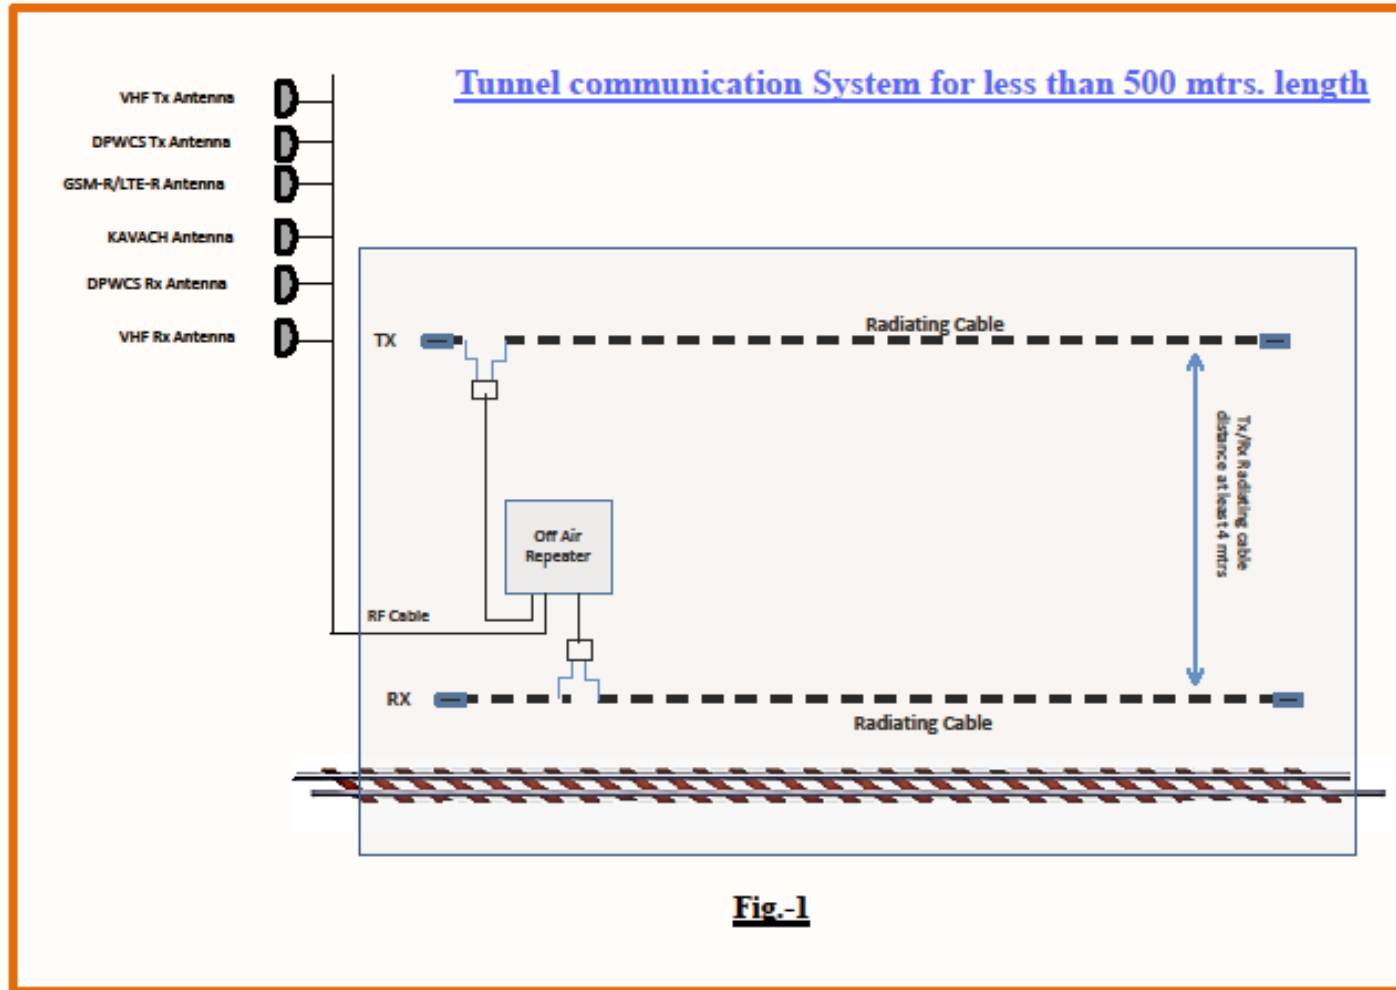 Tunnel communication System for less than 500 mtrs. length
VHF Tx Antenna
DPWCS Tx Antenna
GSM-R/LTE-R Antenna
KAVACH Antenna
DPWCS Rx Antenna
VHF Rx Antenna
TX
Radiating Cable
Tx/Rx Radiating cable
distance at least 4 mtrs
Off Air
Repeater
RF Cable
RX
Radiating Cable
Fig.-1